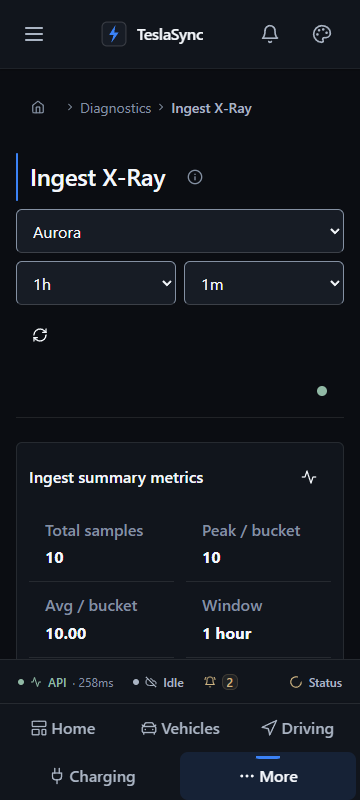 TeslaSync
Diagnostics Ingest X-Ray
Ingest X-Ray
Aurora
1h 1m
Ingest summary metrics
Total samples Peak / bucket
10 10
Avg / bucket Window
10.00 1 hour
API · 258ms Idle 2 Status
Home Vehicles Driving
Charging More